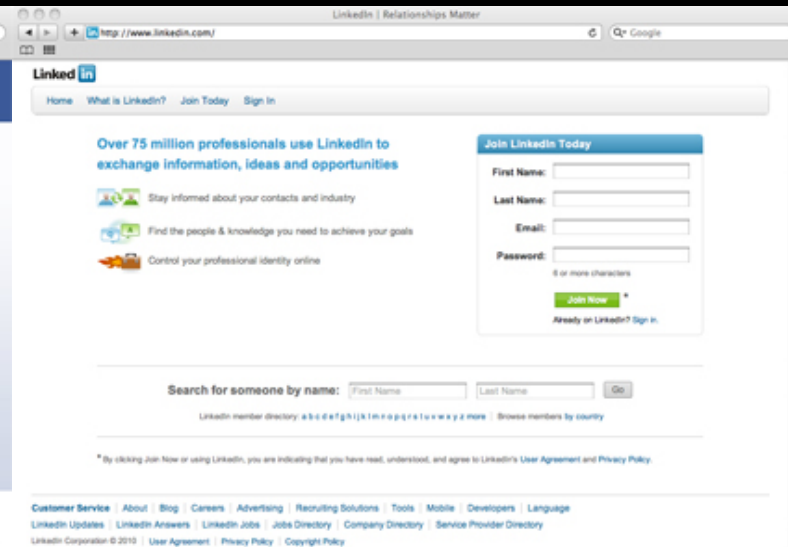 LinkedIn | Relationships Matter
http://www.linkedin.com/
Google
Linked in
Home What is LinkedIn? Join Today Sign In
Over 75 million professionals use LinkedIn to
exchange information, ideas and opportunities
Stay informed about your contacts and industry
Find the people & knowledge you need to achieve your goals
Control your professional identity online
Join LinkedIn Today
First Name:
Last Name:
Email:
Password:
6 or more characters
Join Now *
Already on LinkedIn? Sign in.
Search for someone by name: First Name Last Name Go
LinkedIn member directory: a b c d e f g h i j k l m n o p q r s t u v w x y z more | Browse members by country
* By clicking Join Now or using LinkedIn, you are indicating that you have read, understood, and agree to LinkedIn's User Agreement and Privacy Policy.
Customer Service | About | Blog | Careers | Advertising | Recruiting Solutions | Tools | Mobile | Developers | Language
LinkedIn Updates | LinkedIn Answers | LinkedIn Jobs | Jobs Directory | Company Directory | Service Provider Directory
LinkedIn Corporation © 2010 | User Agreement | Privacy Policy | Copyright Policy